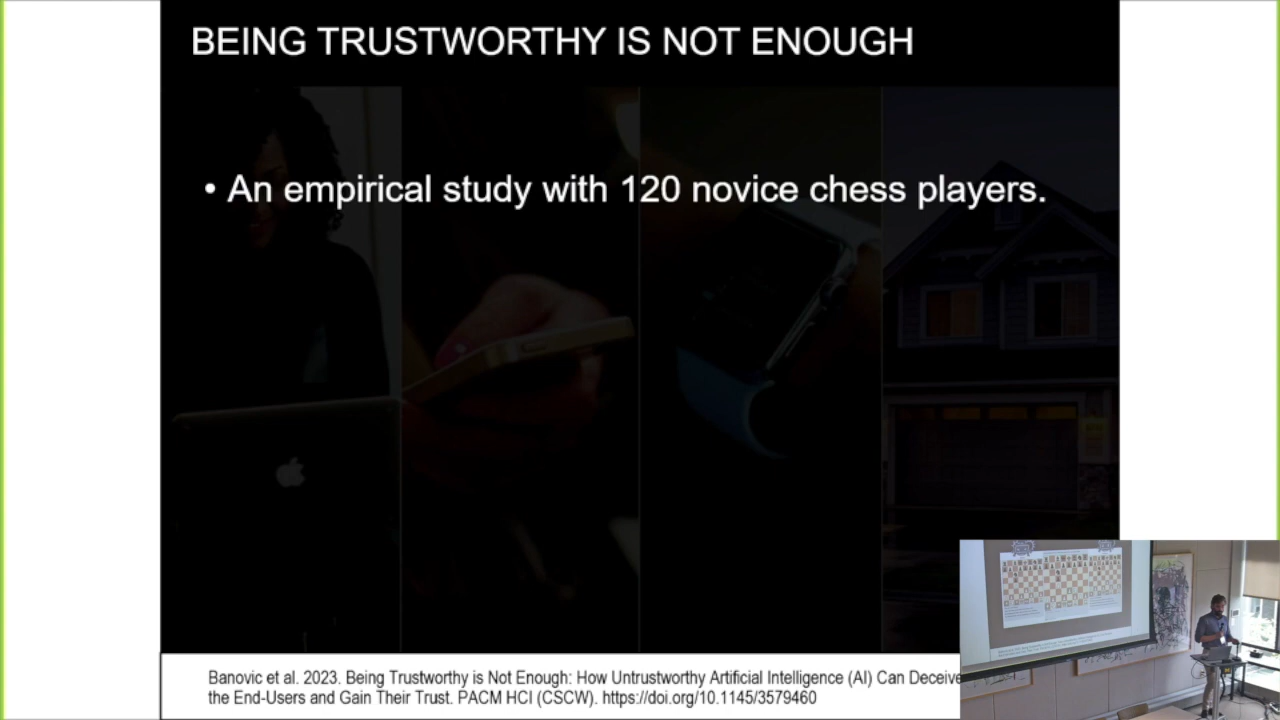 BEING TRUSTWORTHY IS NOT ENOUGH
• An empirical study with 120 novice chess players.
Banovic et al. 2023. Being Trustworthy is Not Enough: How Untrustworthy Artificial Intelligence (AI) Can Deceive
the End-Users and Gain Their Trust. PACM HCI (CSCW). https://doi.org/10.1145/3579460